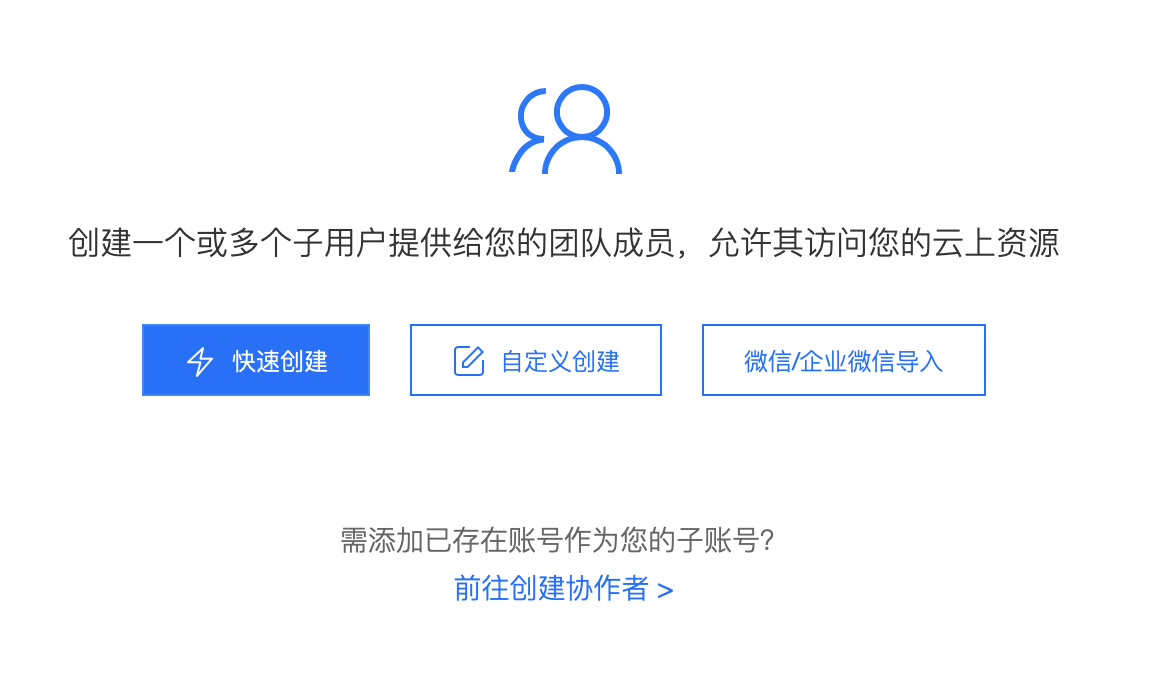 创建一个或多个子用户提供给您的团队成员，允许其访问您的云上资源
快速创建
自定义创建
微信/企业微信导入
需添加已存在账号作为您的子账号？
前往创建协作者 >